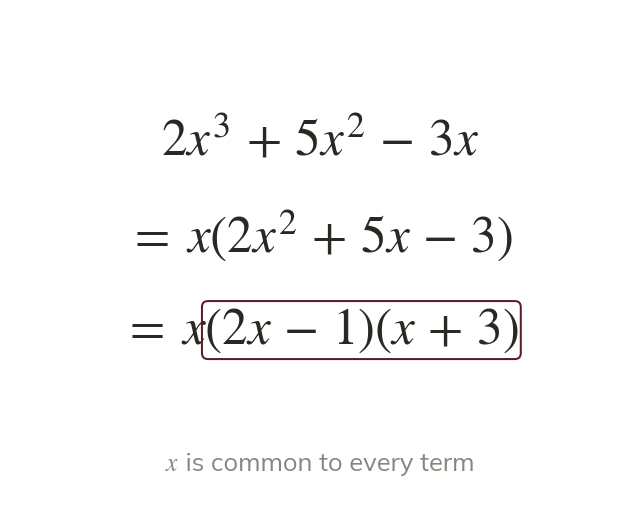 2x³ + 5x² − 3x
= x(2x² + 5x − 3)
= x(2x − 1)(x + 3)
x is common to every term